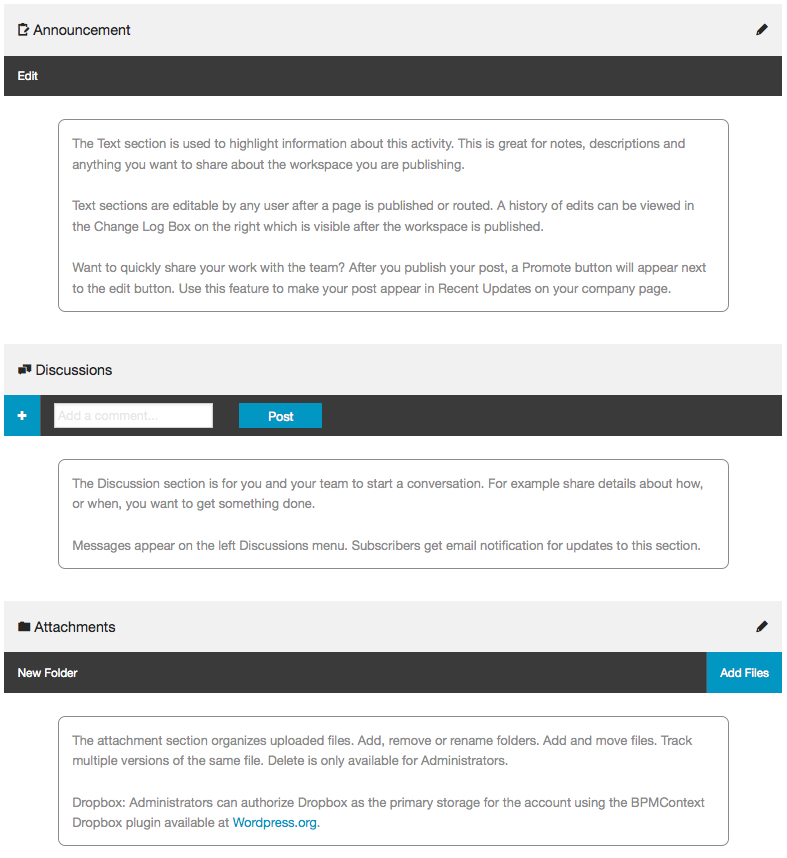 Announcement
Edit
The Text section is used to highlight information about this activity. This is great for notes, descriptions and
anything you want to share about the workspace you are publishing.
Text sections are editable by any user after a page is published or routed. A history of edits can be viewed in
the Change Log Box on the right which is visible after the workspace is published.
Want to quickly share your work with the team? After you publish your post, a Promote button will appear next
to the edit button. Use this feature to make your post appear in Recent Updates on your company page.
Discussions
+ Add a comment... Post
The Discussion section is for you and your team to start a conversation. For example share details about how,
or when, you want to get something done.
Messages appear on the left Discussions menu. Subscribers get email notification for updates to this section.
Attachments
New Folder Add Files
The attachment section organizes uploaded files. Add, remove or rename folders. Add and move files. Track
multiple versions of the same file. Delete is only available for Administrators.
Dropbox: Administrators can authorize Dropbox as the primary storage for the account using the BPMContext
Dropbox plugin available at Wordpress.org.